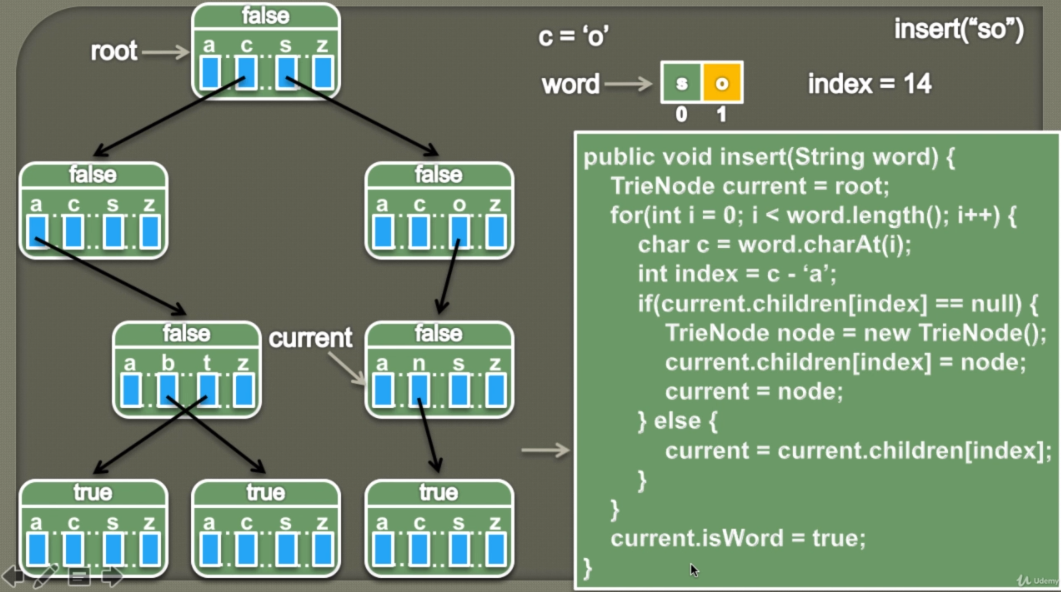 false
root
a c s z
c = 'o'
insert("so")
word
s o
0 1
index = 14
false
a c s z
false
a c o z
false
a b t z
current
false
a n s z
true
a c s z
true
a c s z
true
a c s z
public void insert(String word) {
TrieNode current = root;
for(int i = 0; i < word.length(); i++) {
char c = word.charAt(i);
int index = c - 'a';
if(current.children[index] == null) {
TrieNode node = new TrieNode();
current.children[index] = node;
current = node;
} else {
current = current.children[index];
}
}
current.isWord = true;
}
Udemy